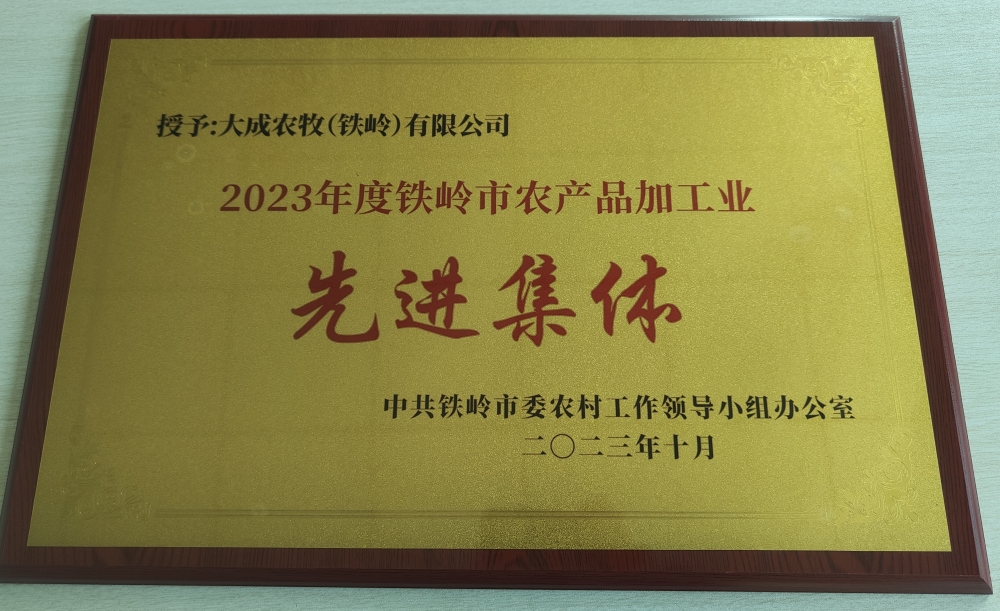 授予:大成农牧(铁岭)有限公司
2023年度铁岭市农产品加工业
先进集体
中共铁岭市委农村工作领导小组办公室
二〇二三年十月